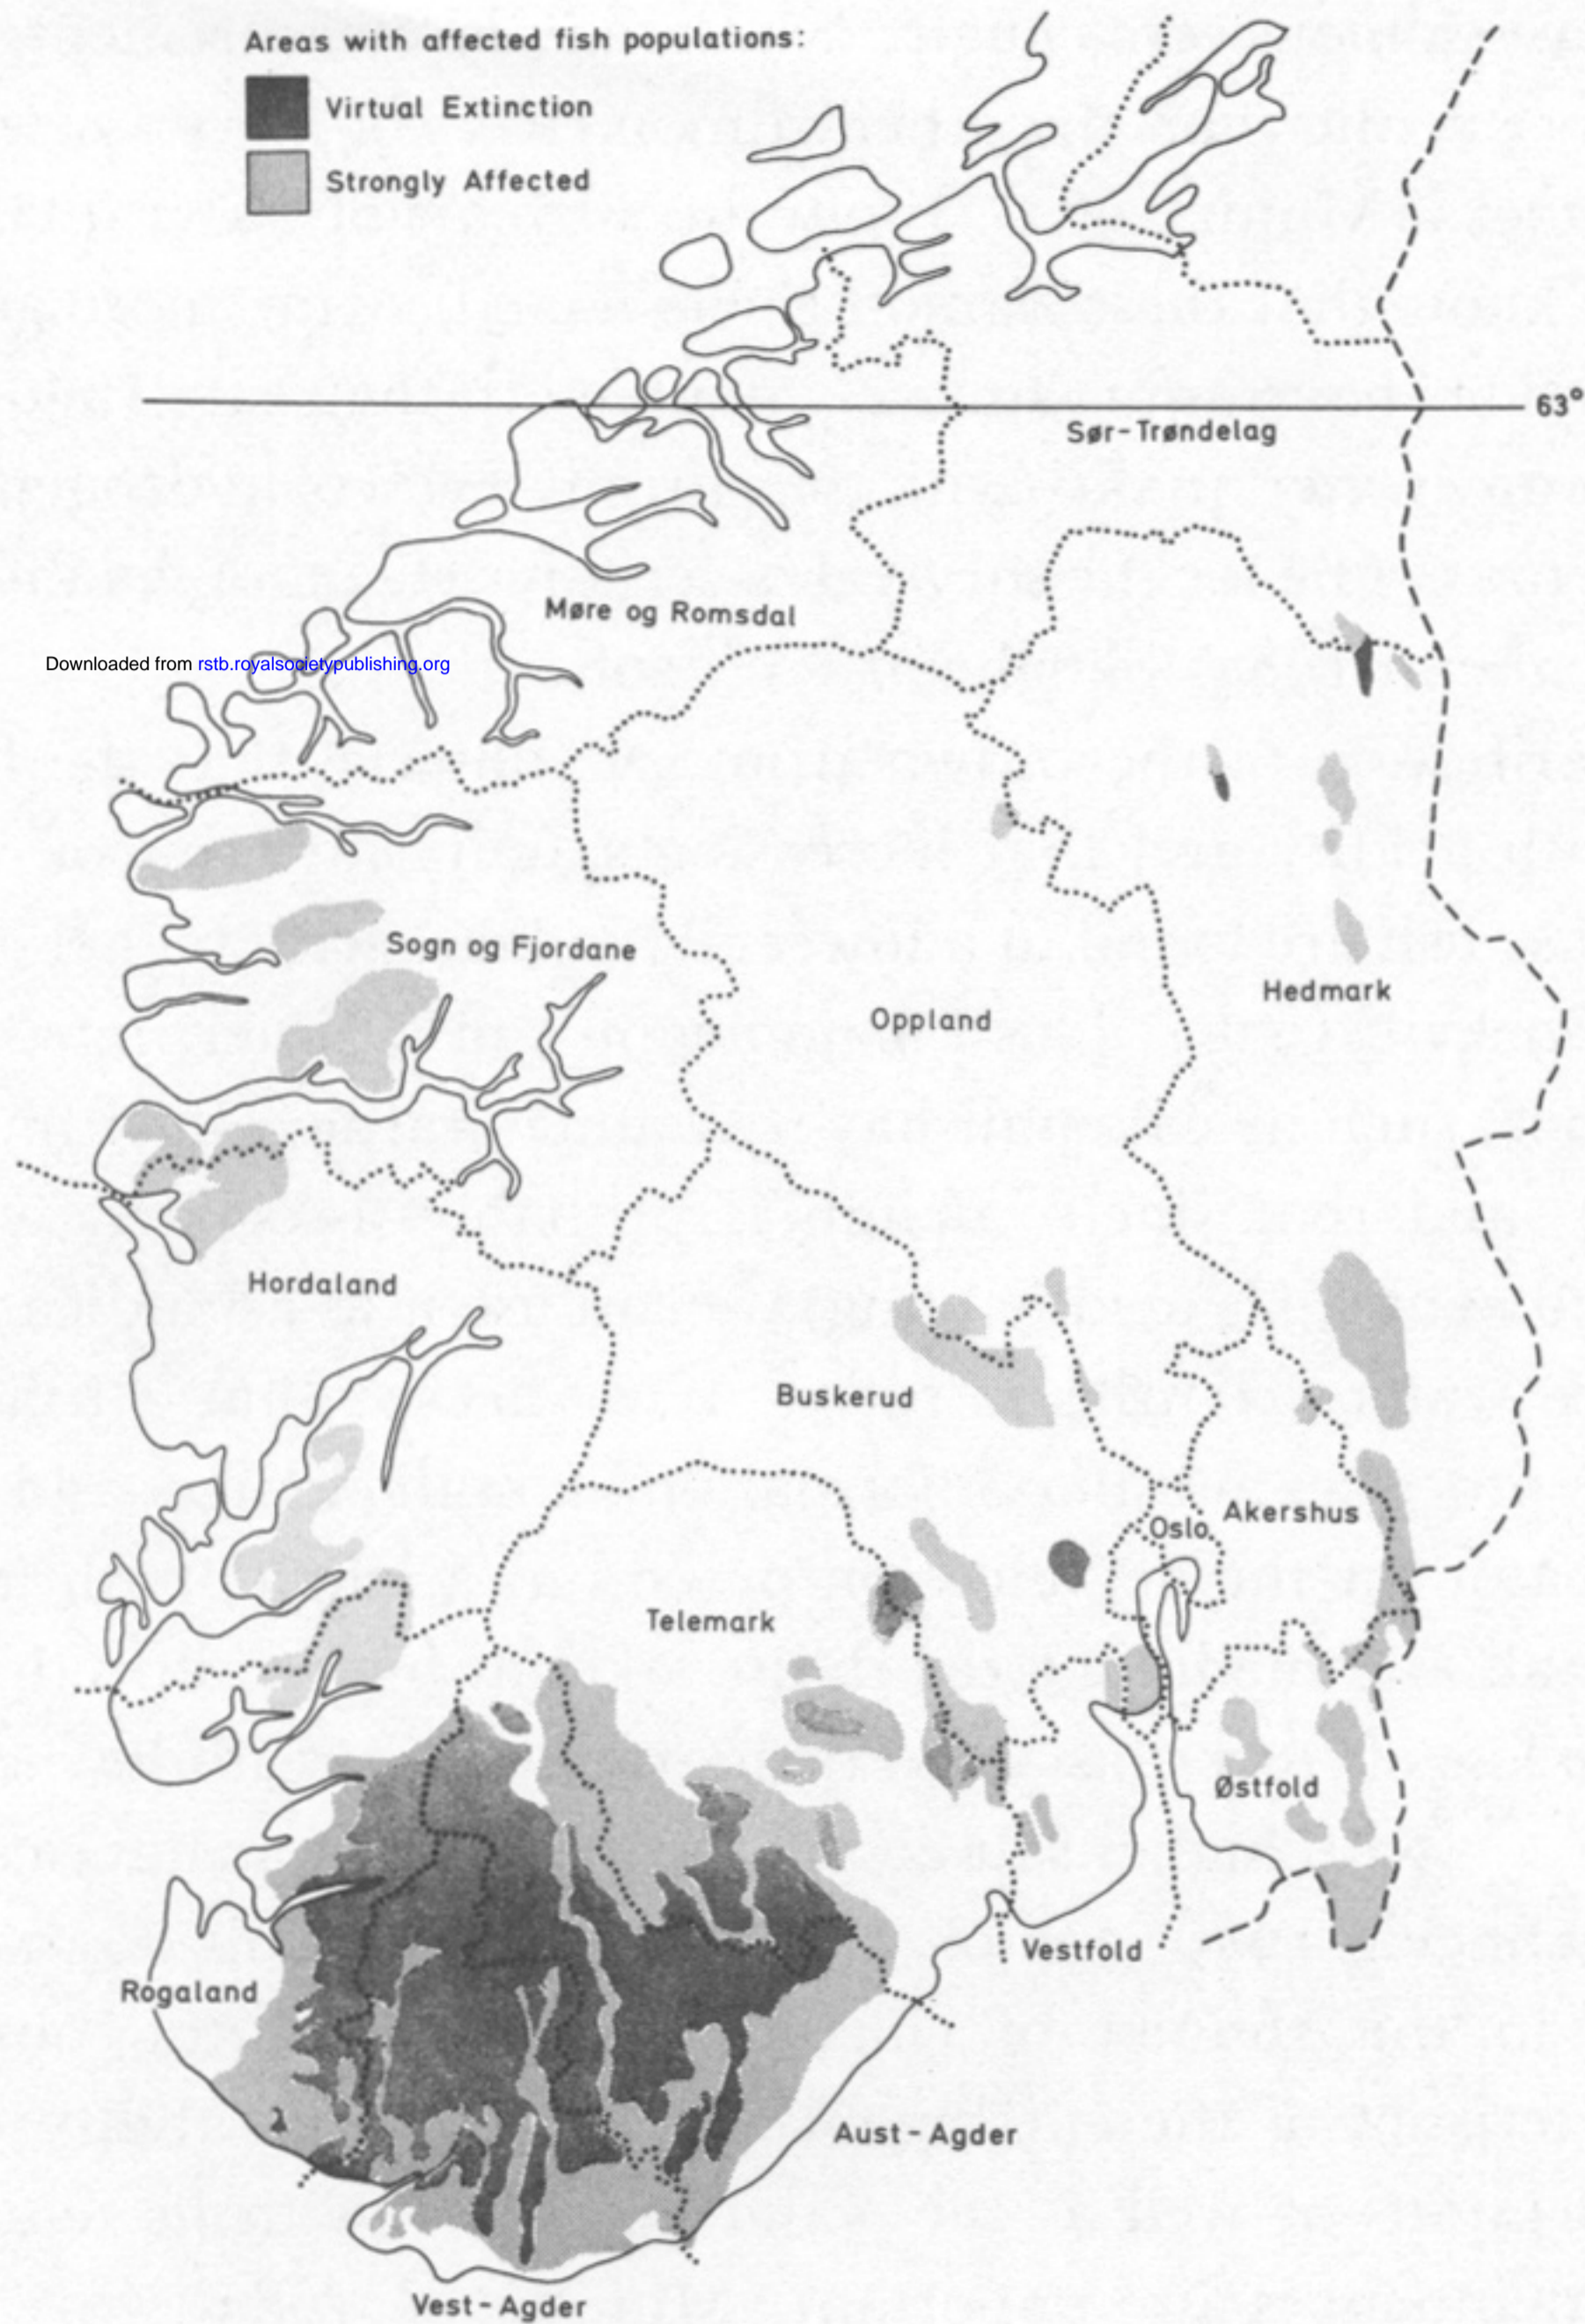 Areas with affected fish populations:
Virtual Extinction
Strongly Affected
63°
Sør-Trøndelag
Møre og Romsdal
Downloaded from rstb.royalsocietypublishing.org
Sogn og Fjordane
Hedmark
Oppland
Hordaland
Buskerud
Akershus
Oslo
Telemark
Østfold
Vestfold
Rogaland
Aust-Agder
Vest-Agder